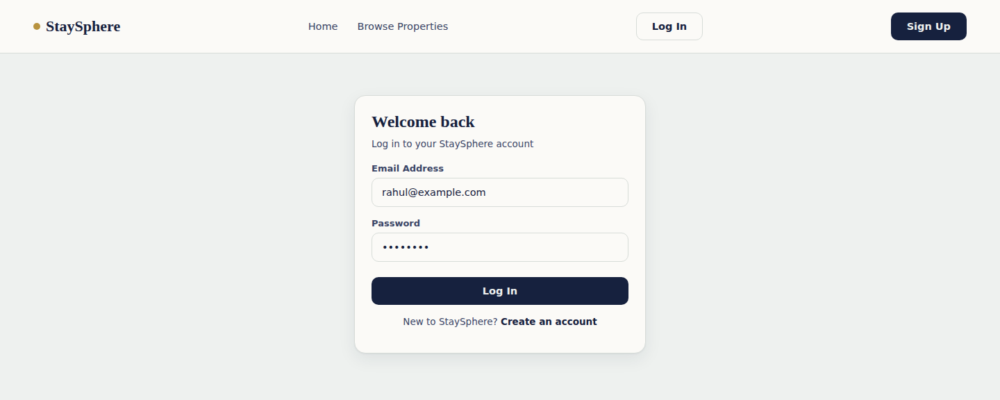 StaySphere
Home
Browse Properties
Log In
Sign Up
Welcome back
Log in to your StaySphere account
Email Address
rahul@example.com
Password
••••••••
Log In
New to StaySphere? Create an account